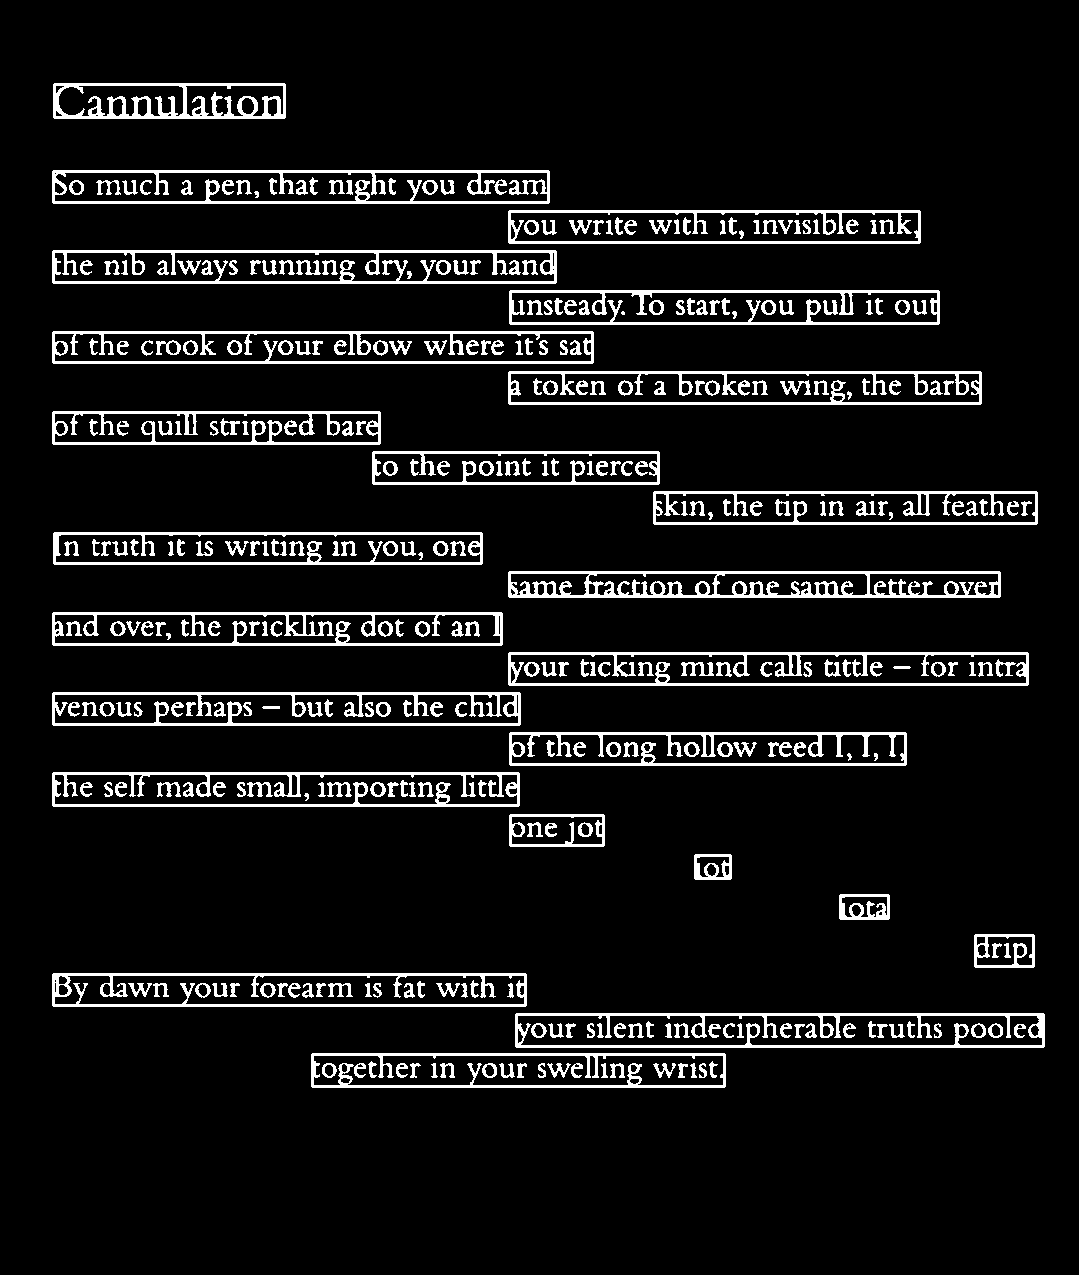 Cannulation
So much a pen, that night you dream
you write with it, invisible ink,
the nib always running dry, your hand
unsteady. To start, you pull it out
of the crook of your elbow where it’s sat
a token of a broken wing, the barbs
of the quill stripped bare
to the point it pierces
skin, the tip in air, all feather.
In truth it is writing in you, one
same fraction of one same letter over
and over, the prickling dot of an I
your ticking mind calls tittle – for intra
venous perhaps – but also the child
of the long hollow reed I, I, I,
the self made small, importing little
one jot
iot
iota
drip.
By dawn your forearm is fat with it
your silent indecipherable truths pooled
together in your swelling wrist.